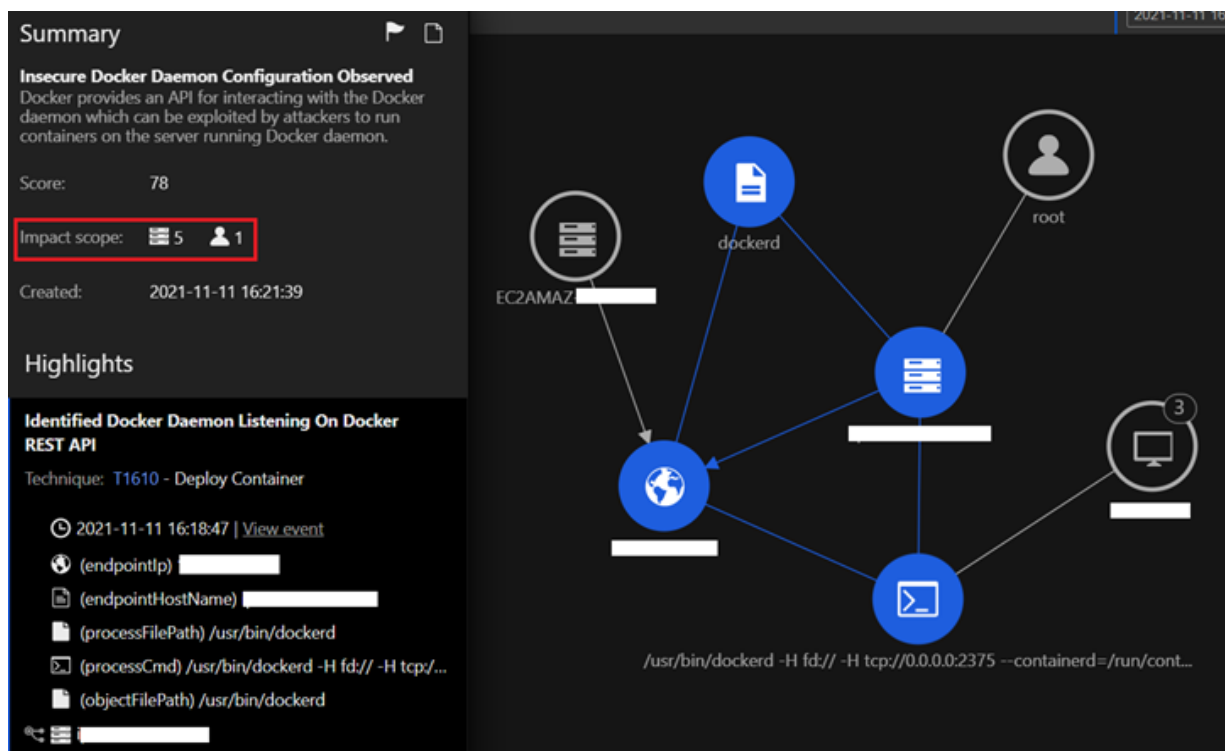 Summary
2021-11-11 16
Insecure Docker Daemon Configuration Observed
Docker provides an API for interacting with the Docker
daemon which can be exploited by attackers to run
containers on the server running Docker daemon.
Score: 78
Impact scope: 5 1
Created: 2021-11-11 16:21:39
Highlights
Identified Docker Daemon Listening On Docker
REST API
Technique: T1610 - Deploy Container
2021-11-11 16:18:47 | View event
(endpointIp)
(endpointHostName)
(processFilePath) /usr/bin/dockerd
(processCmd) /usr/bin/dockerd -H fd:// -H tcp:/...
(objectFilePath) /usr/bin/dockerd
dockerd
root
EC2AMAZ-
3
/usr/bin/dockerd -H fd:// -H tcp://0.0.0.0:2375 --containerd=/run/cont...